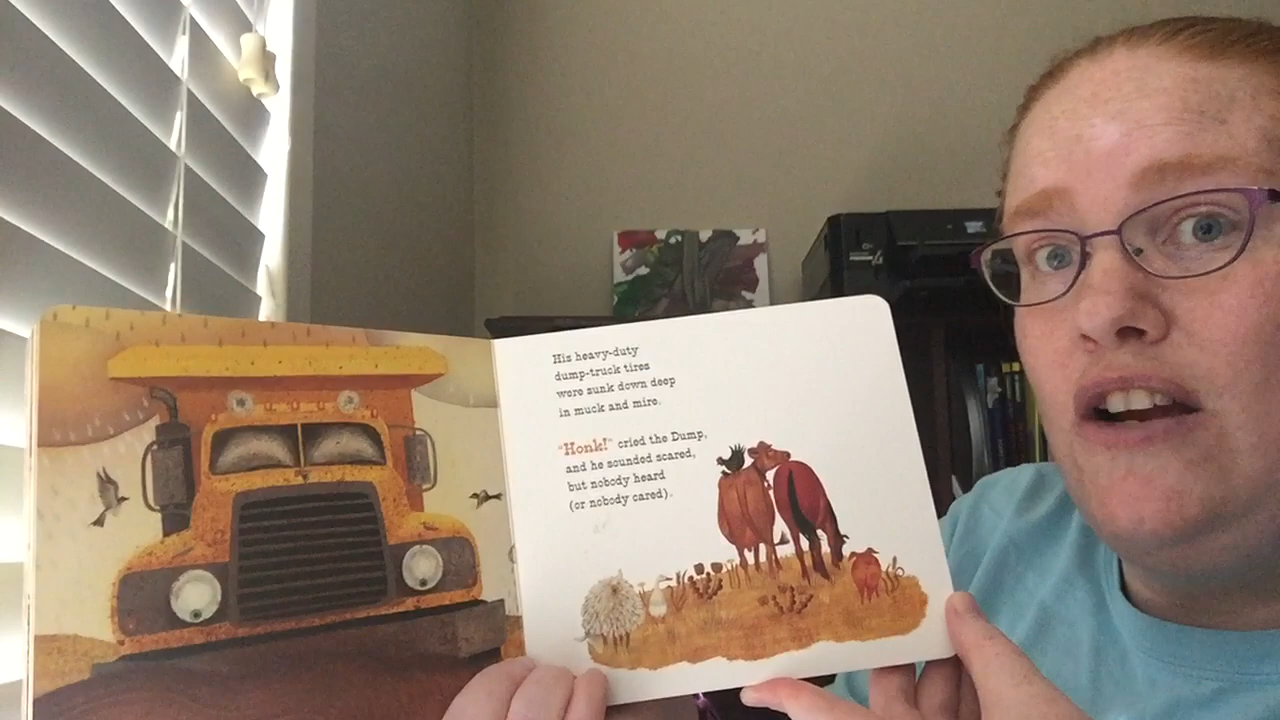 His heavy-duty
dump-truck tires
were sunk down deep
in muck and mire.
"Honk!" cried the Dump,
and he sounded scared,
but nobody heard
(or nobody cared).